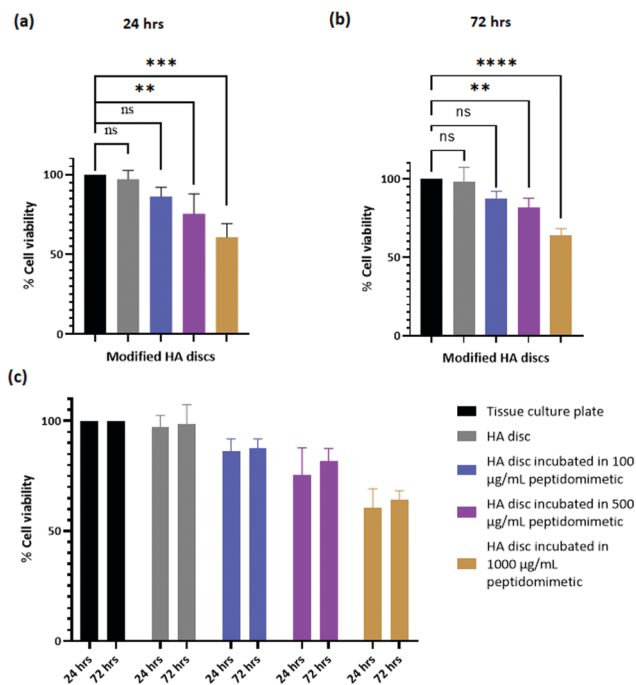 (a)
24 hrs
***
**
ns
ns
100
50
0
% Cell viability
Modified HA discs
(b)
72 hrs
****
**
ns
ns
100
50
0
% Cell viability
Modified HA discs
(c)
100
50
0
% Cell viability
24 hrs
72 hrs
24 hrs
72 hrs
24 hrs
72 hrs
24 hrs
72 hrs
24 hrs
72 hrs
Tissue culture plate
HA disc
HA disc incubated in 100
µg/mL peptidomimetic
HA disc incubated in 500
µg/mL peptidomimetic
HA disc incubated in
1000 µg/mL
peptidomimetic